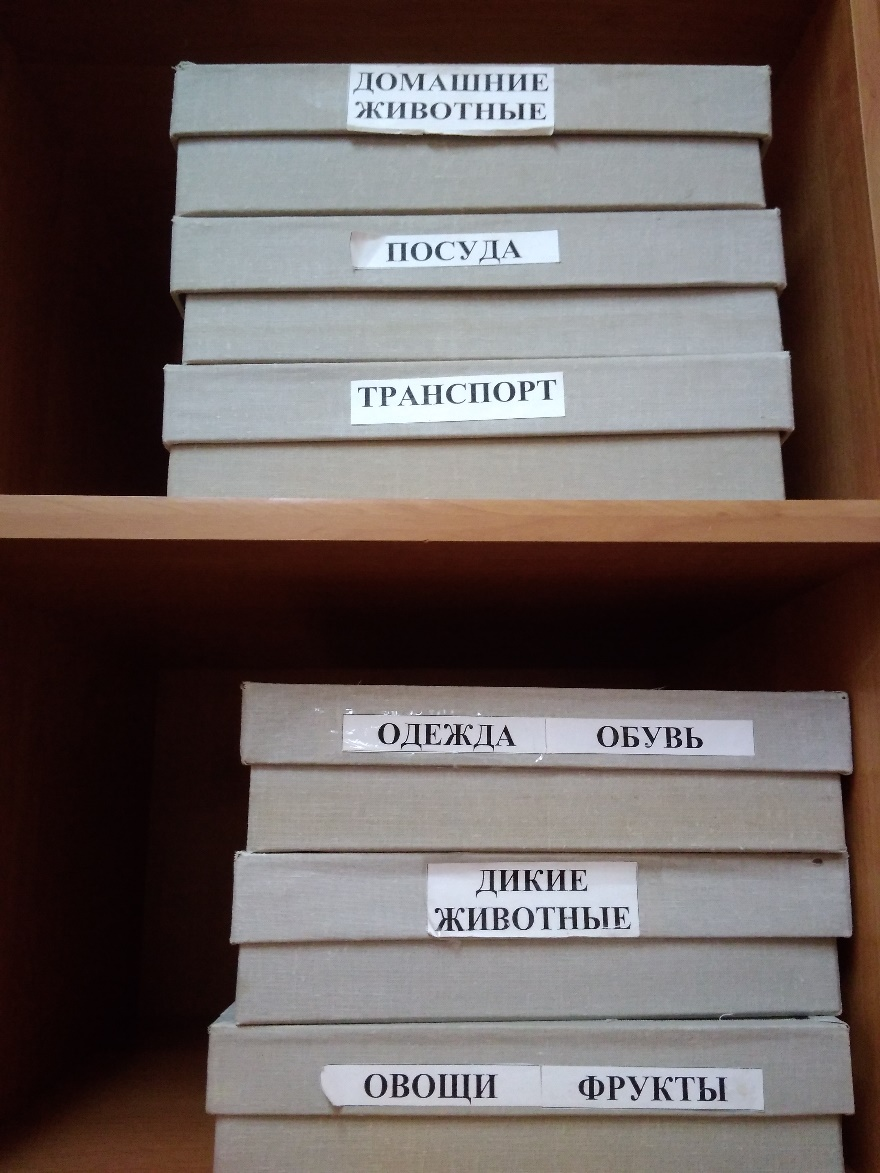 ДОМАШНИЕ
ЖИВОТНЫЕ
ПОСУДА
ТРАНСПОРТ
ОДЕЖДА ОБУВЬ
ДИКИЕ
ЖИВОТНЫЕ
ОВОЩИ ФРУКТЫ